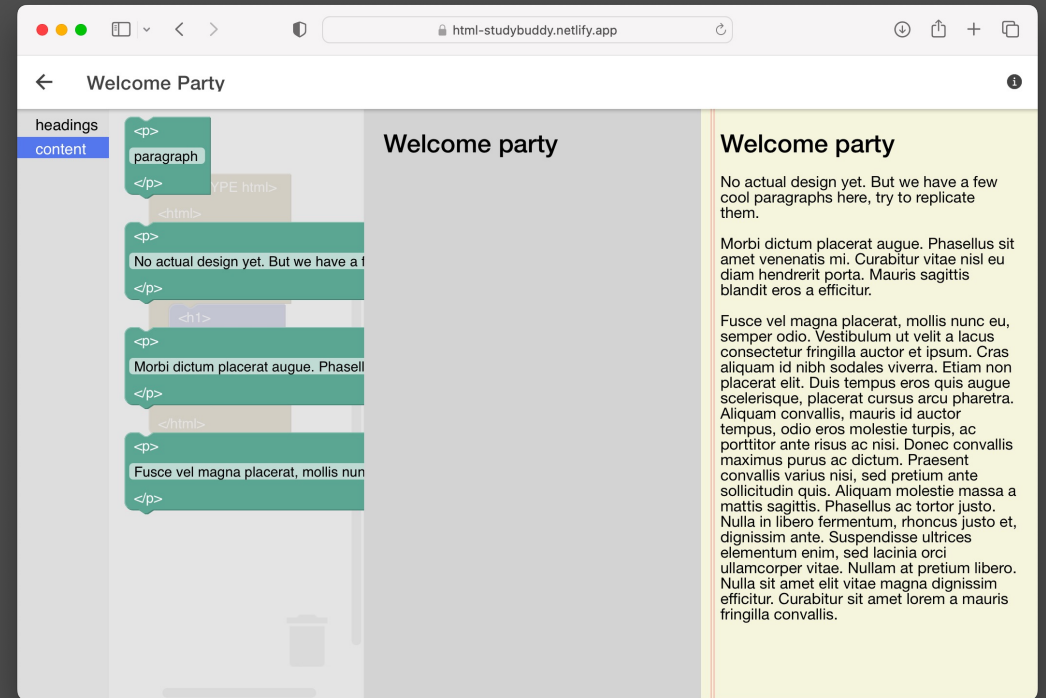 html-studybuddy.netlify.app
Welcome Party
headings
content
<p>
paragraph
</p>
YPE html>
<html>
<p>
No actual design yet. But we have a f
</p>
<h1>
<p>
Morbi dictum placerat augue. Phasell
</p>
</html>
<p>
Fusce vel magna placerat, mollis nun
</p>
Welcome party
Welcome party
No actual design yet. But we have a few
cool paragraphs here, try to replicate
them.
Morbi dictum placerat augue. Phasellus sit
amet venenatis mi. Curabitur vitae nisl eu
diam hendrerit porta. Mauris sagittis
blandit eros a efficitur.
Fusce vel magna placerat, mollis nunc eu,
semper odio. Vestibulum ut velit a lacus
consectetur fringilla auctor et ipsum. Cras
aliquam id nibh sodales viverra. Etiam non
placerat elit. Duis tempus eros quis augue
scelerisque, placerat cursus arcu pharetra.
Aliquam convallis, mauris id auctor
tempus, odio eros molestie turpis, ac
porttitor ante risus ac nisi. Donec convallis
maximus purus ac dictum. Praesent
convallis varius nisi, sed pretium ante
sollicitudin quis. Aliquam molestie massa a
mattis sagittis. Phasellus ac tortor justo.
Nulla in libero fermentum, rhoncus justo et,
dignissim ante. Suspendisse ultrices
elementum enim, sed lacinia orci
ullamcorper vitae. Nullam at pretium libero.
Nulla sit amet elit vitae magna dignissim
efficitur. Curabitur sit amet lorem a mauris
fringilla convallis.